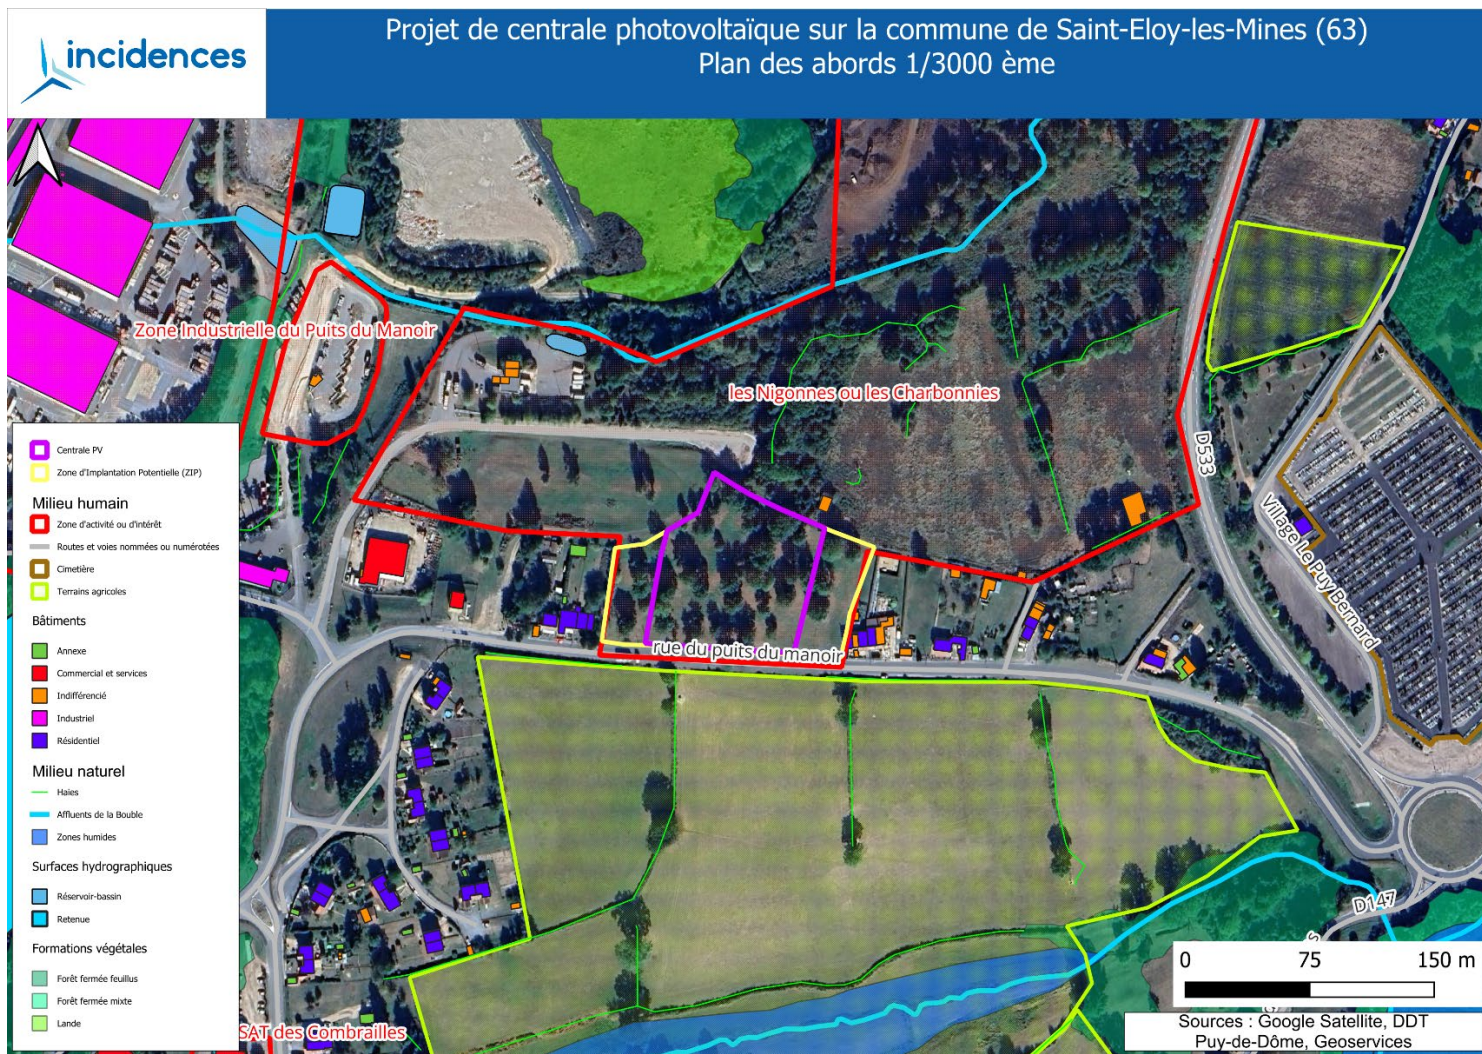 incidences
Projet de centrale photovoltaïque sur la commune de Saint-Eloy-les-Mines (63)
Plan des abords 1/3000 ème
Zone Industrielle du Puits du Manoir
les Nigonnes ou les Charbonnies
D533
Village Le Puy Bernard
rue du puits du manoir
D147
SAT des Combrailles
Centrale PV
Zone d'Implantation Potentielle (ZIP)
Milieu humain
Zone d'activité ou d'intérêt
Routes et voies nommées ou numérotées
Cimetière
Terrains agricoles
Bâtiments
Annexe
Commercial et services
Indifférencié
Industriel
Résidentiel
Milieu naturel
Haies
Affluents de la Bouble
Zones humides
Surfaces hydrographiques
Réservoir-bassin
Retenue
Formations végétales
Forêt fermée feuillus
Forêt fermée mixte
Lande
0 75 150 m
Sources : Google Satellite, DDT
Puy-de-Dôme, Geoservices